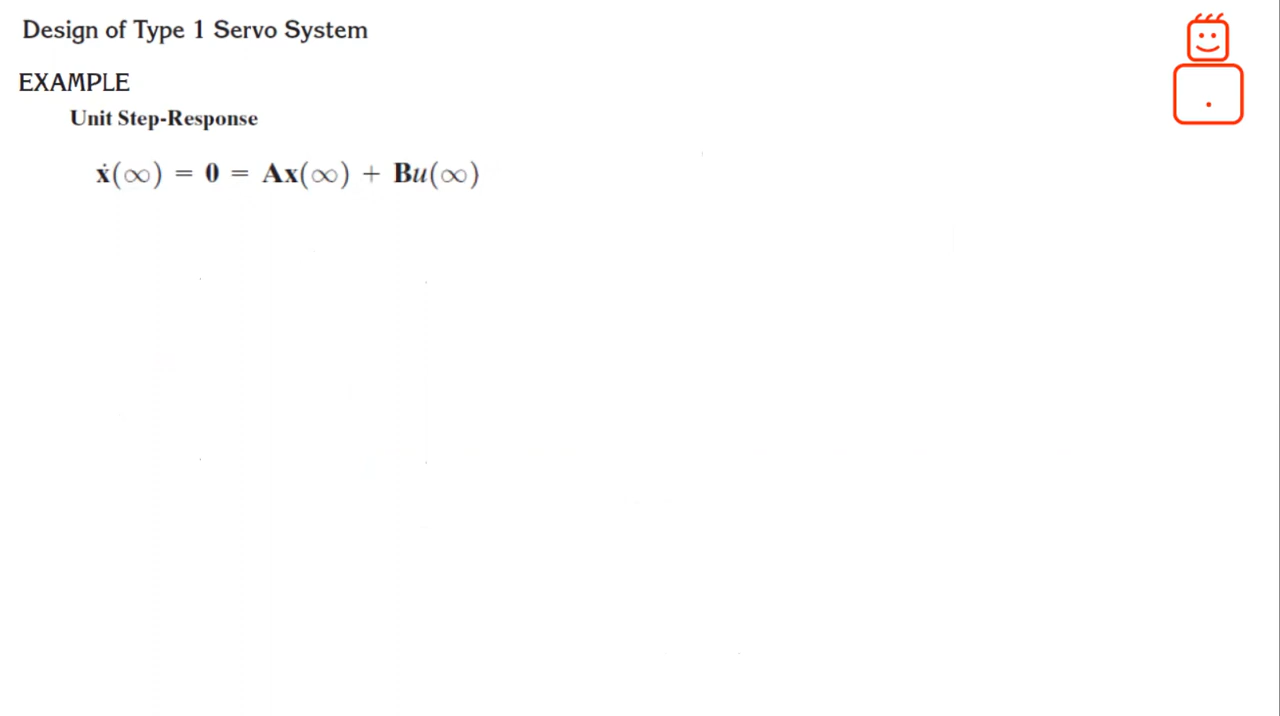 Design of Type 1 Servo System
EXAMPLE
Unit Step-Response
ẋ(∞) = 0 = Ax(∞) + Bu(∞)